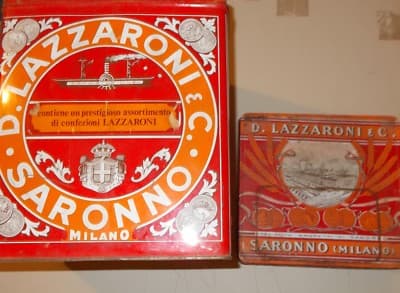 D. LAZZARONI & C.
contiene un prestigioso assortimento
di confezioni LAZZARONI
SARONNO
MILANO
D. LAZZARONI & C.
SARONNO (MILANO)